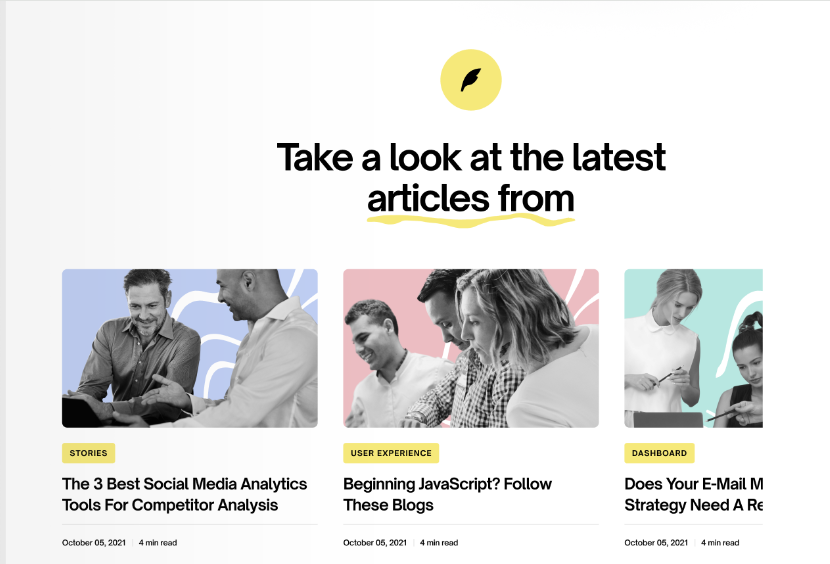 Take a look at the latest
articles from
STORIES
The 3 Best Social Media Analytics
Tools For Competitor Analysis
October 05, 2021 4 min read
USER EXPERIENCE
Beginning JavaScript? Follow
These Blogs
October 05, 2021 4 min read
DASHBOARD
Does Your E-Mail M
Strategy Need A Re
October 05, 2021 4 min read